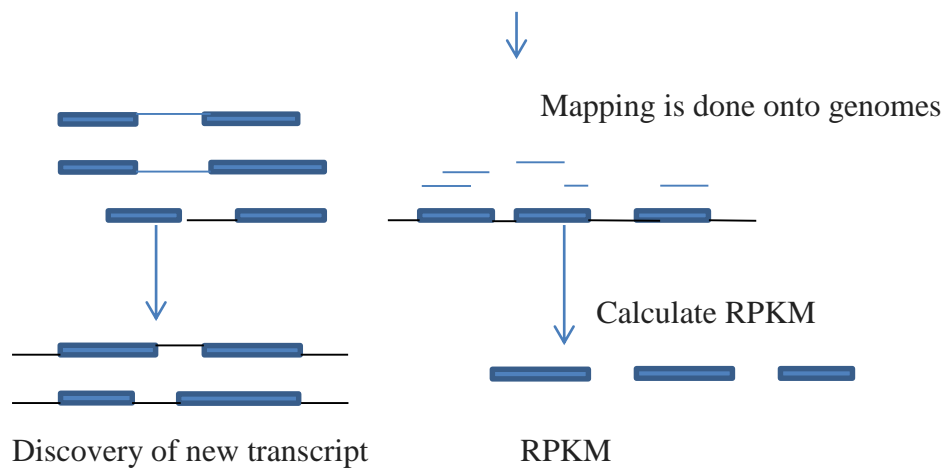 Mapping is done onto genomes
Calculate RPKM
Discovery of new transcript
RPKM